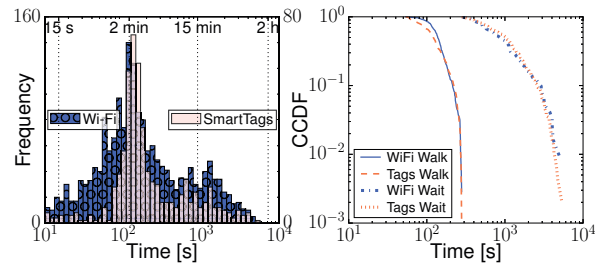 160
80
15 s
2 min
15 min
2 h
Wi-Fi
SmartTags
Frequency
0
0
10^1
10^2
10^3
10^4
Time [s]
10^0
10^-1
10^-2
10^-3
CCDF
WiFi Walk
Tags Walk
WiFi Wait
Tags Wait
10^1
10^2
10^3
10^4
Time [s]